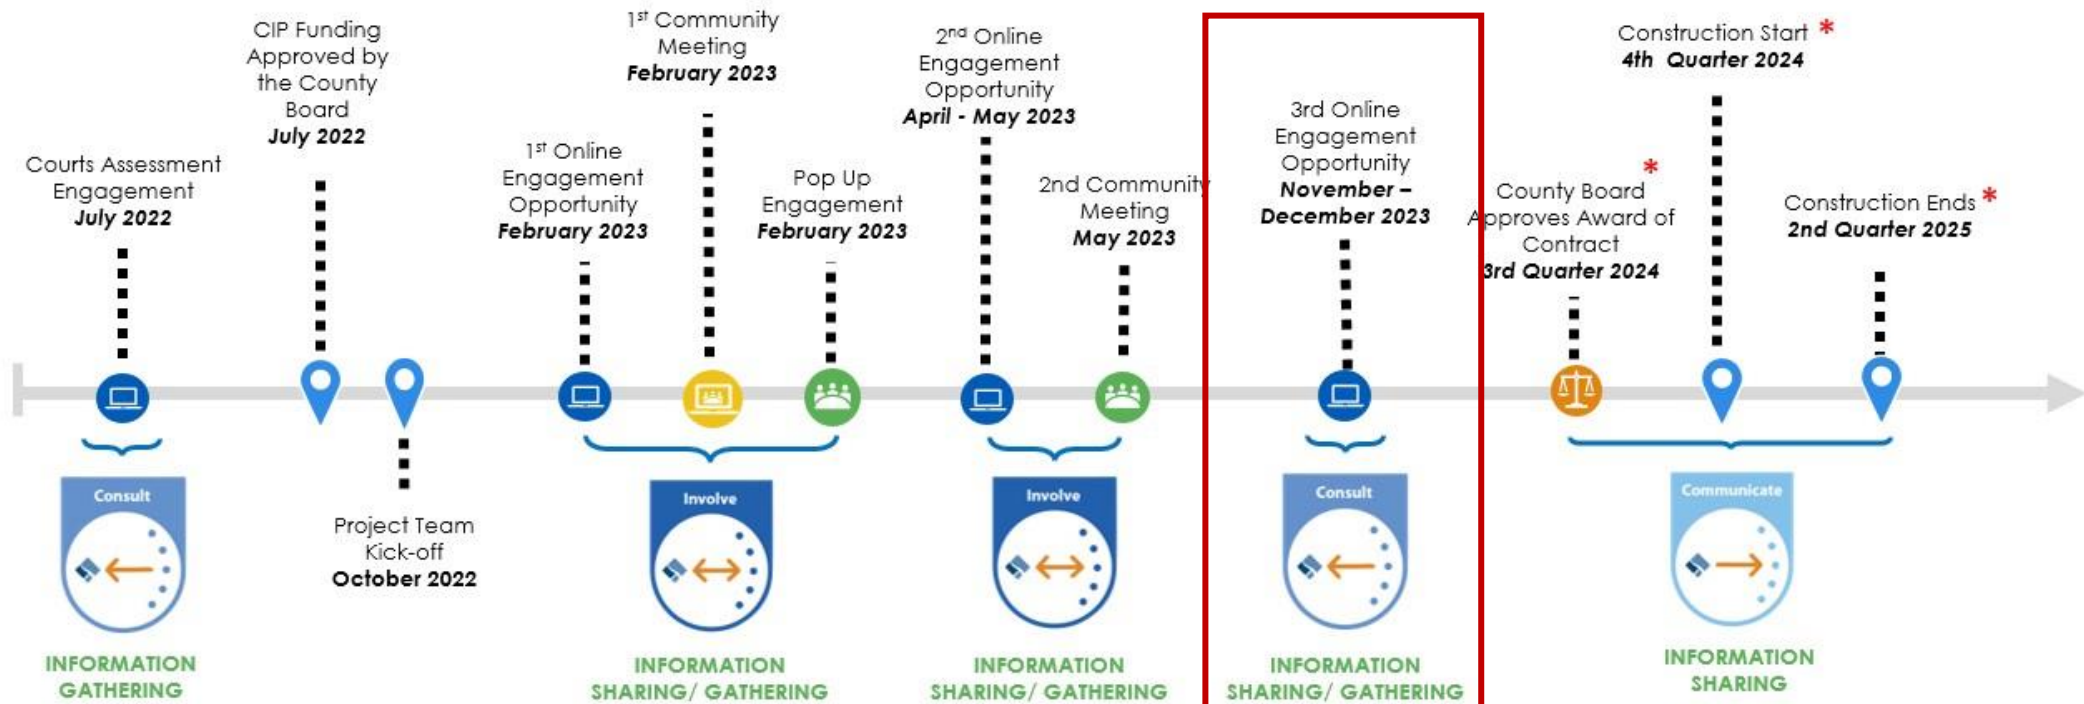 Courts Assessment
Engagement
July 2022
CIP Funding
Approved by
the County
Board
July 2022
Project Team
Kick-off
October 2022
1st Online
Engagement
Opportunity
February 2023
1st Community
Meeting
February 2023
Pop Up
Engagement
February 2023
2nd Online
Engagement
Opportunity
April - May 2023
2nd Community
Meeting
May 2023
3rd Online
Engagement
Opportunity
November –
December 2023
County Board *
Approves Award of
Contract
3rd Quarter 2024
Construction Start *
4th Quarter 2024
Construction Ends *
2nd Quarter 2025
Consult
INFORMATION
GATHERING
Involve
INFORMATION
SHARING/ GATHERING
Involve
INFORMATION
SHARING/ GATHERING
Consult
INFORMATION
SHARING/ GATHERING
Communicate
INFORMATION
SHARING